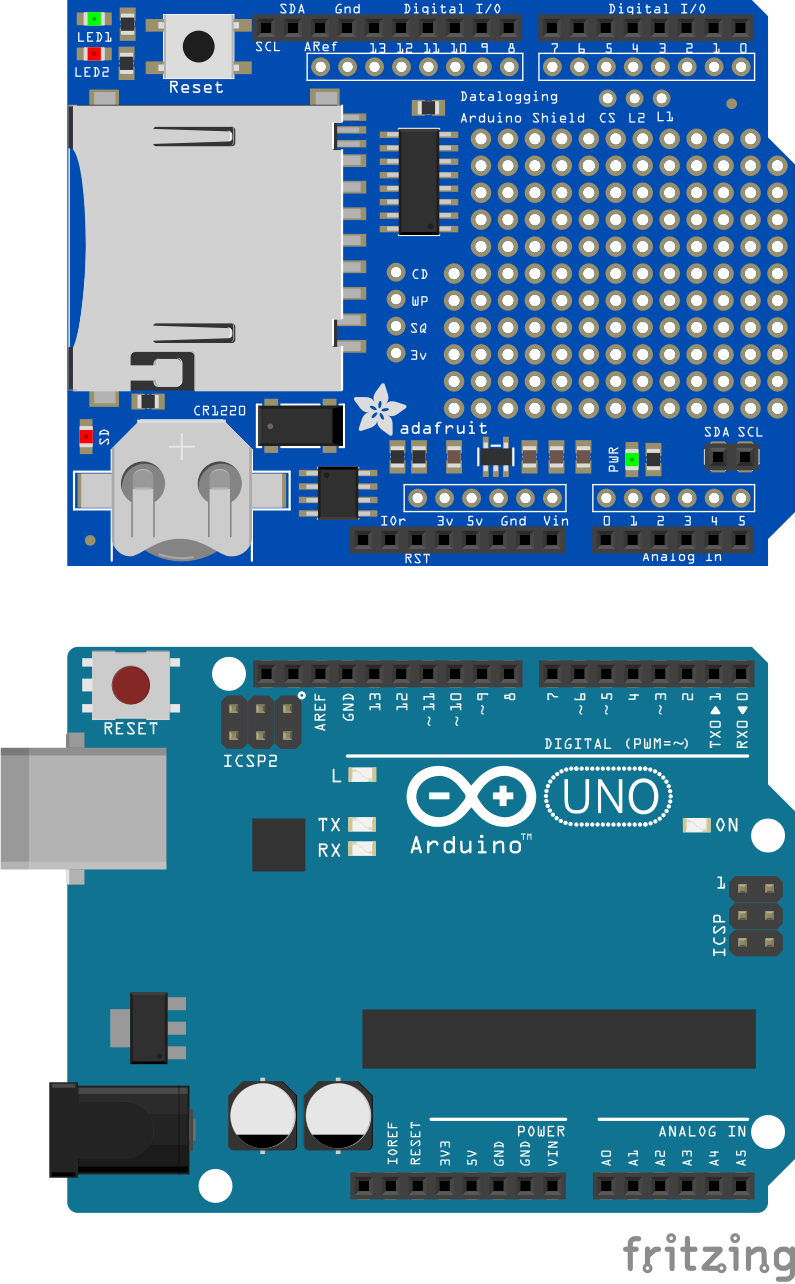 SDA Gnd Digital I/O Digital I/O
LED1
SCL ARef 13 12 11 10 9 8 7 6 5 4 3 2 1 0
LED2
Reset
Datalogging
Arduino Shield CS L2 L1
CD
WP
SQ
3v
CR1220
adafruit
SD
PWR
SDA SCL
IOr 3v 5v Gnd Vin 0 1 2 3 4 5
RST Analog In
RESET
AREF GND 13 12 ~11 ~10 ~9 8 7 ~6 ~5 4 ~3 2 TX0▶1 RX0◀0
ICSP2
DIGITAL (PWM=~)
L
UNO
TX
RX
Arduino™
ON
1
ICSP
POWER
ANALOG IN
IOREF RESET 3V3 5V GND GND VIN A0 A1 A2 A3 A4 A5
fritzing